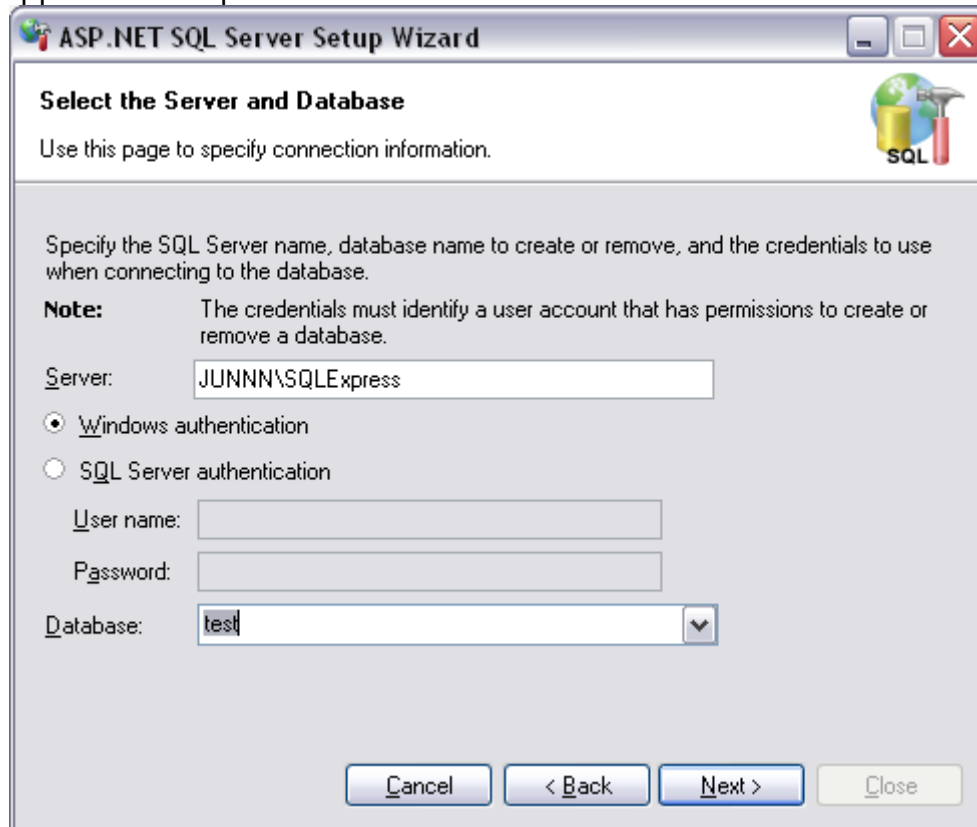 ASP.NET SQL Server Setup Wizard
Select the Server and Database
Use this page to specify connection information.
SQL
Specify the SQL Server name, database name to create or remove, and the credentials to use
when connecting to the database.
Note: The credentials must identify a user account that has permissions to create or
remove a database.
Server: JUNNN\SQLExpress
Windows authentication
SQL Server authentication
User name:
Password:
Database: test
Cancel < Back Next > Close